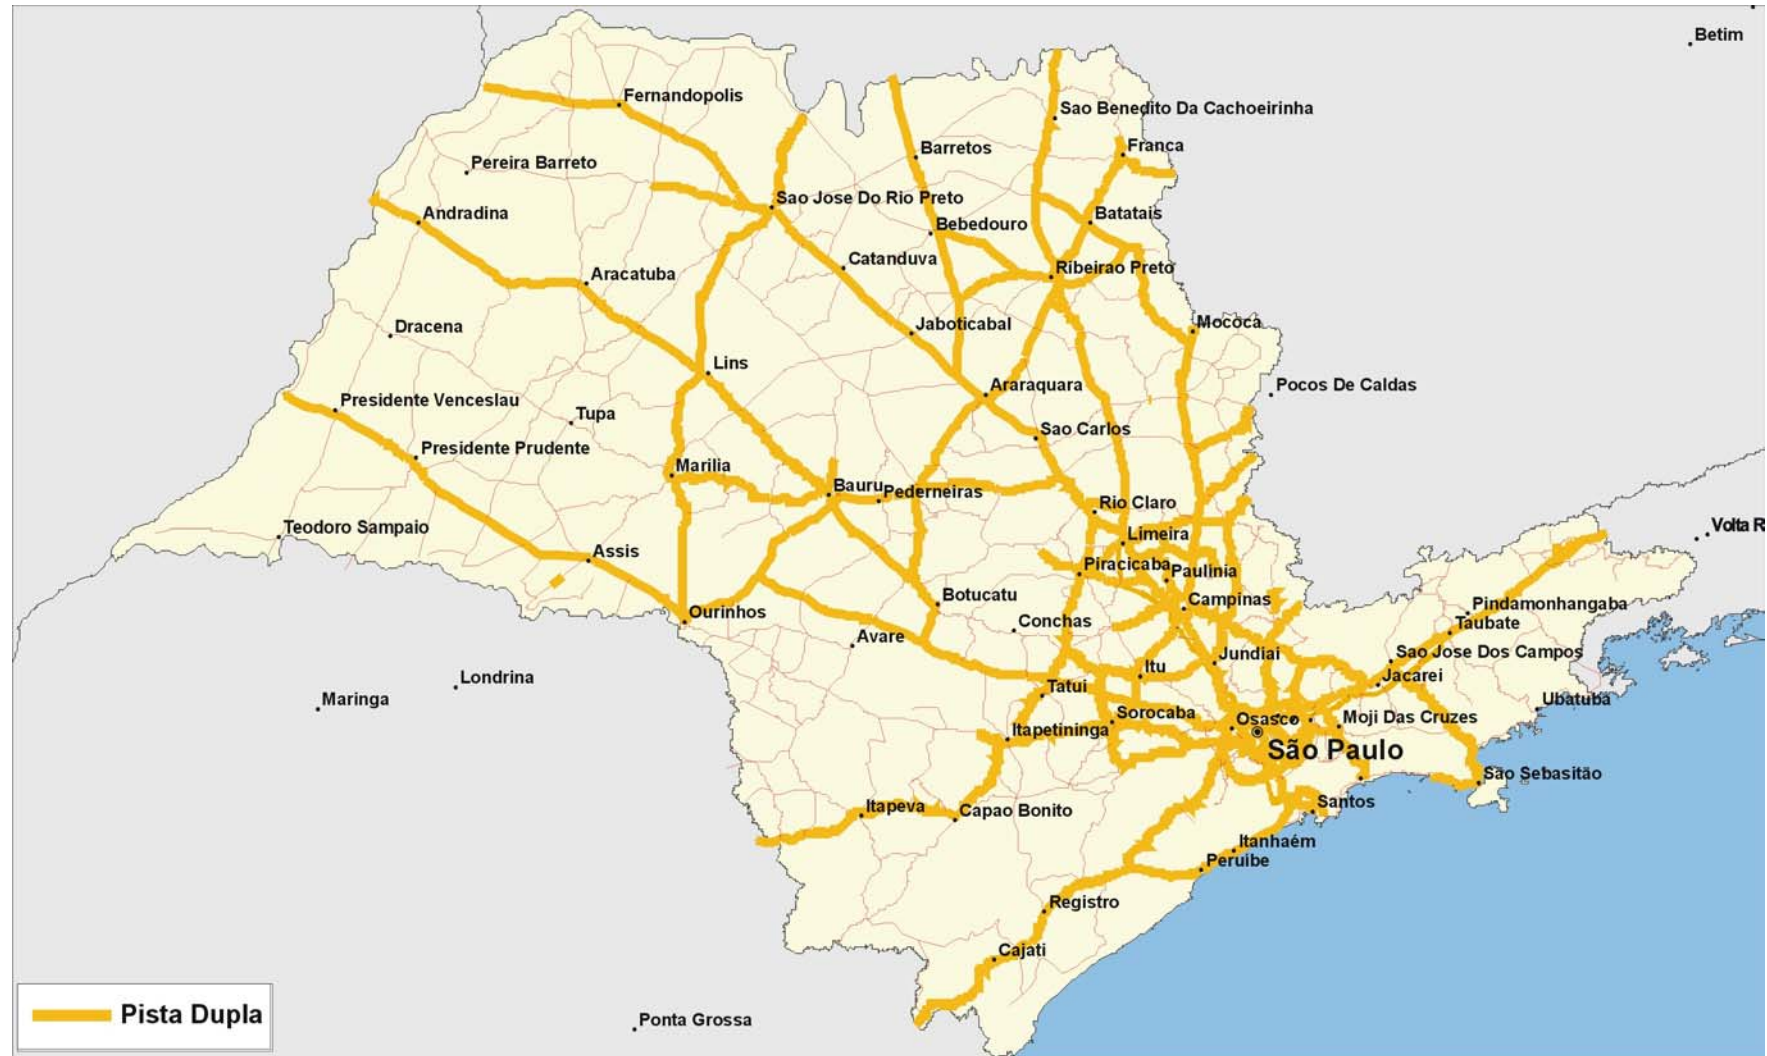 Betim
Fernandopolis
Sao Benedito Da Cachoeirinha
Barretos
Franca
Pereira Barreto
Sao Jose Do Rio Preto
Andradina
Batatais
Bebedouro
Catanduva
Aracatuba
Ribeirao Preto
Dracena
Jaboticabal
Mococa
Lins
Araraquara
Pocos De Caldas
Presidente Venceslau
Tupa
Sao Carlos
Presidente Prudente
Marilia
Bauru
Pederneiras
Rio Claro
Teodoro Sampaio
Volta R
Limeira
Assis
Piracicaba
Paulinia
Botucatu
Campinas
Pindamonhangaba
Ourinhos
Conchas
Taubate
Avare
Jundiai
Sao Jose Dos Campos
Itu
Londrina
Jacarei
Tatui
Maringa
Ubatuba
Sorocaba
Osasco
Moji Das Cruzes
Itapetininga
São Paulo
São Sebasitão
Itapeva
Capao Bonito
Santos
Itanhaém
Peruibe
Registro
Cajati
Pista Dupla
Ponta Grossa